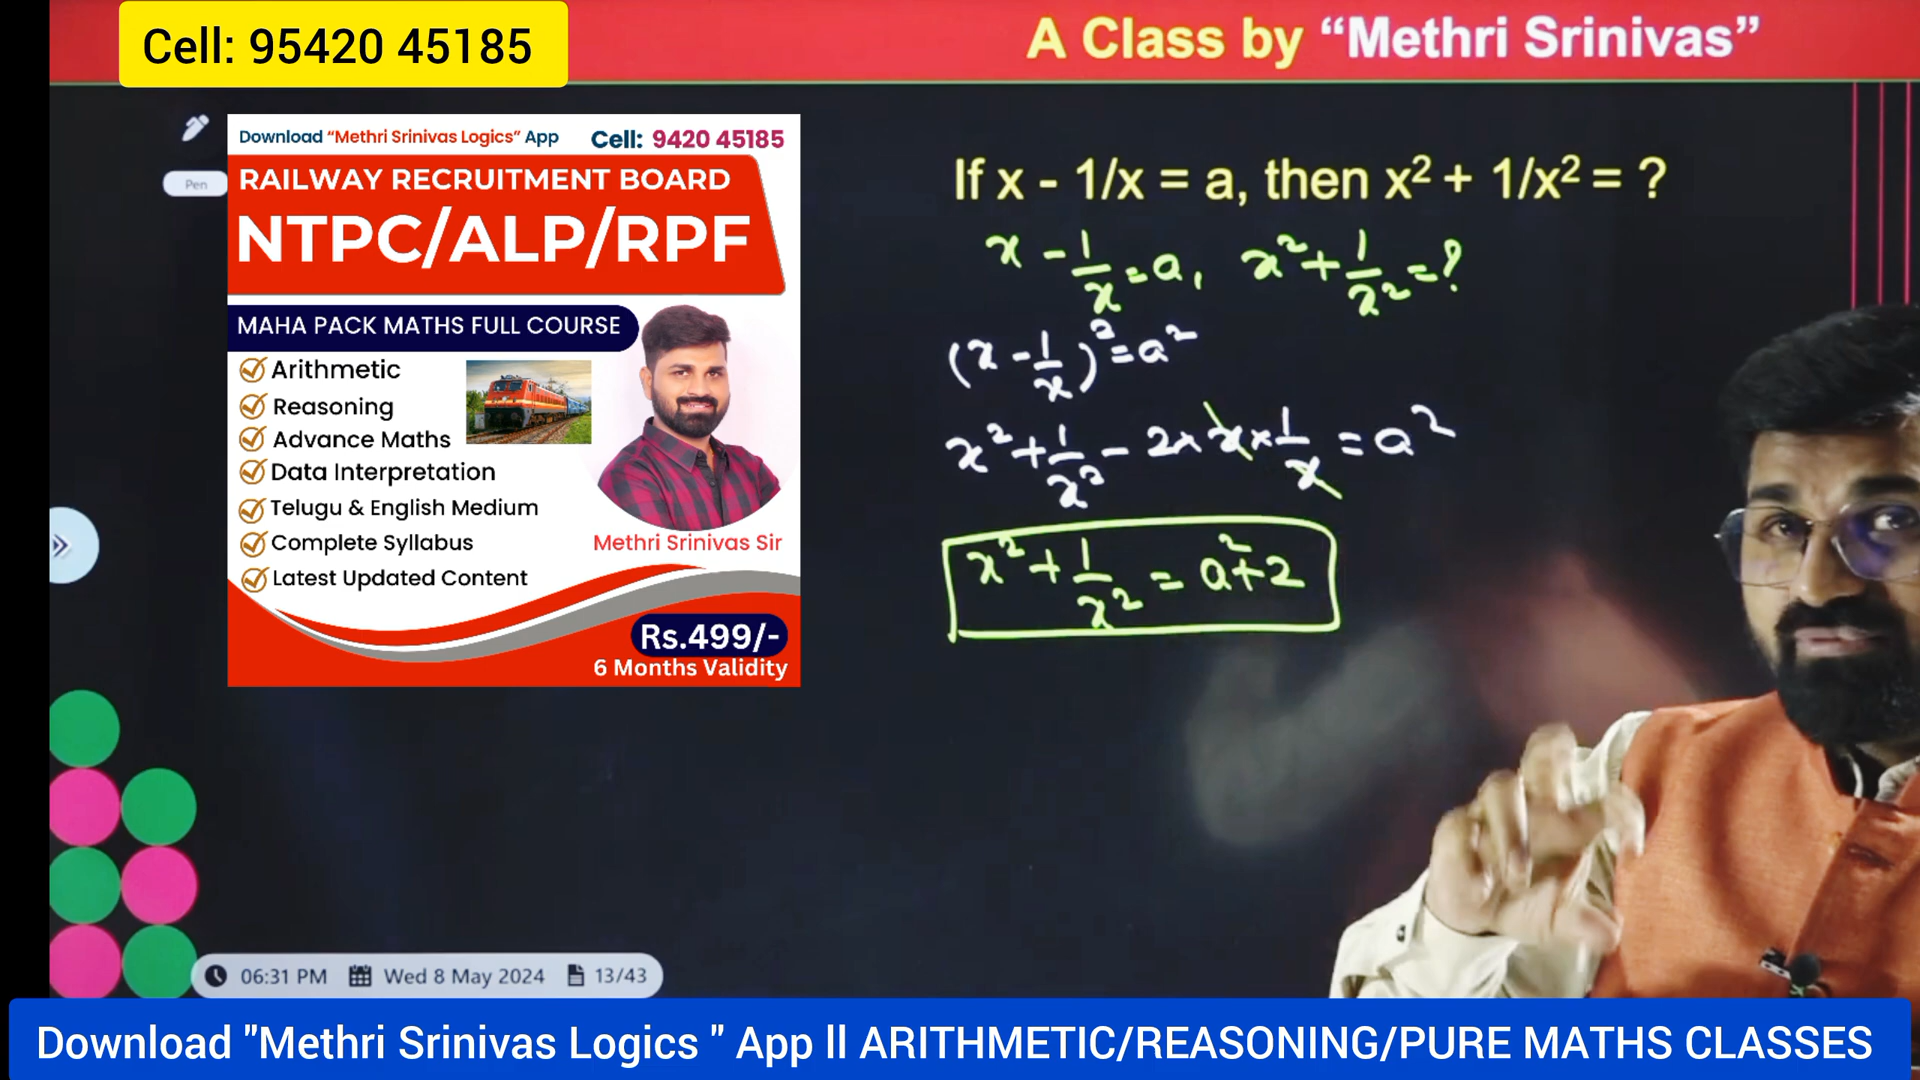 Cell: 95420 45185
A Class by “Methri Srinivas”
Download “Methri Srinivas Logics” App Cell: 9420 45185
RAILWAY RECRUITMENT BOARD
NTPC/ALP/RPF
MAHA PACK MATHS FULL COURSE
Arithmetic
Reasoning
Advance Maths
Data Interpretation
Telugu & English Medium
Complete Syllabus
Latest Updated Content
Methri Srinivas Sir
Rs.499/-
6 Months Validity
Pen
If x - 1/x = a, then x² + 1/x² = ?
x - 1/x = a, x² + 1/x² = ?
(x - 1/x)² = a²
x² + 1/x² - 2 × x × 1/x = a²
x² + 1/x² = a² + 2
06:31 PM Wed 8 May 2024 13/43
Download "Methri Srinivas Logics " App ll ARITHMETIC/REASONING/PURE MATHS CLASSES